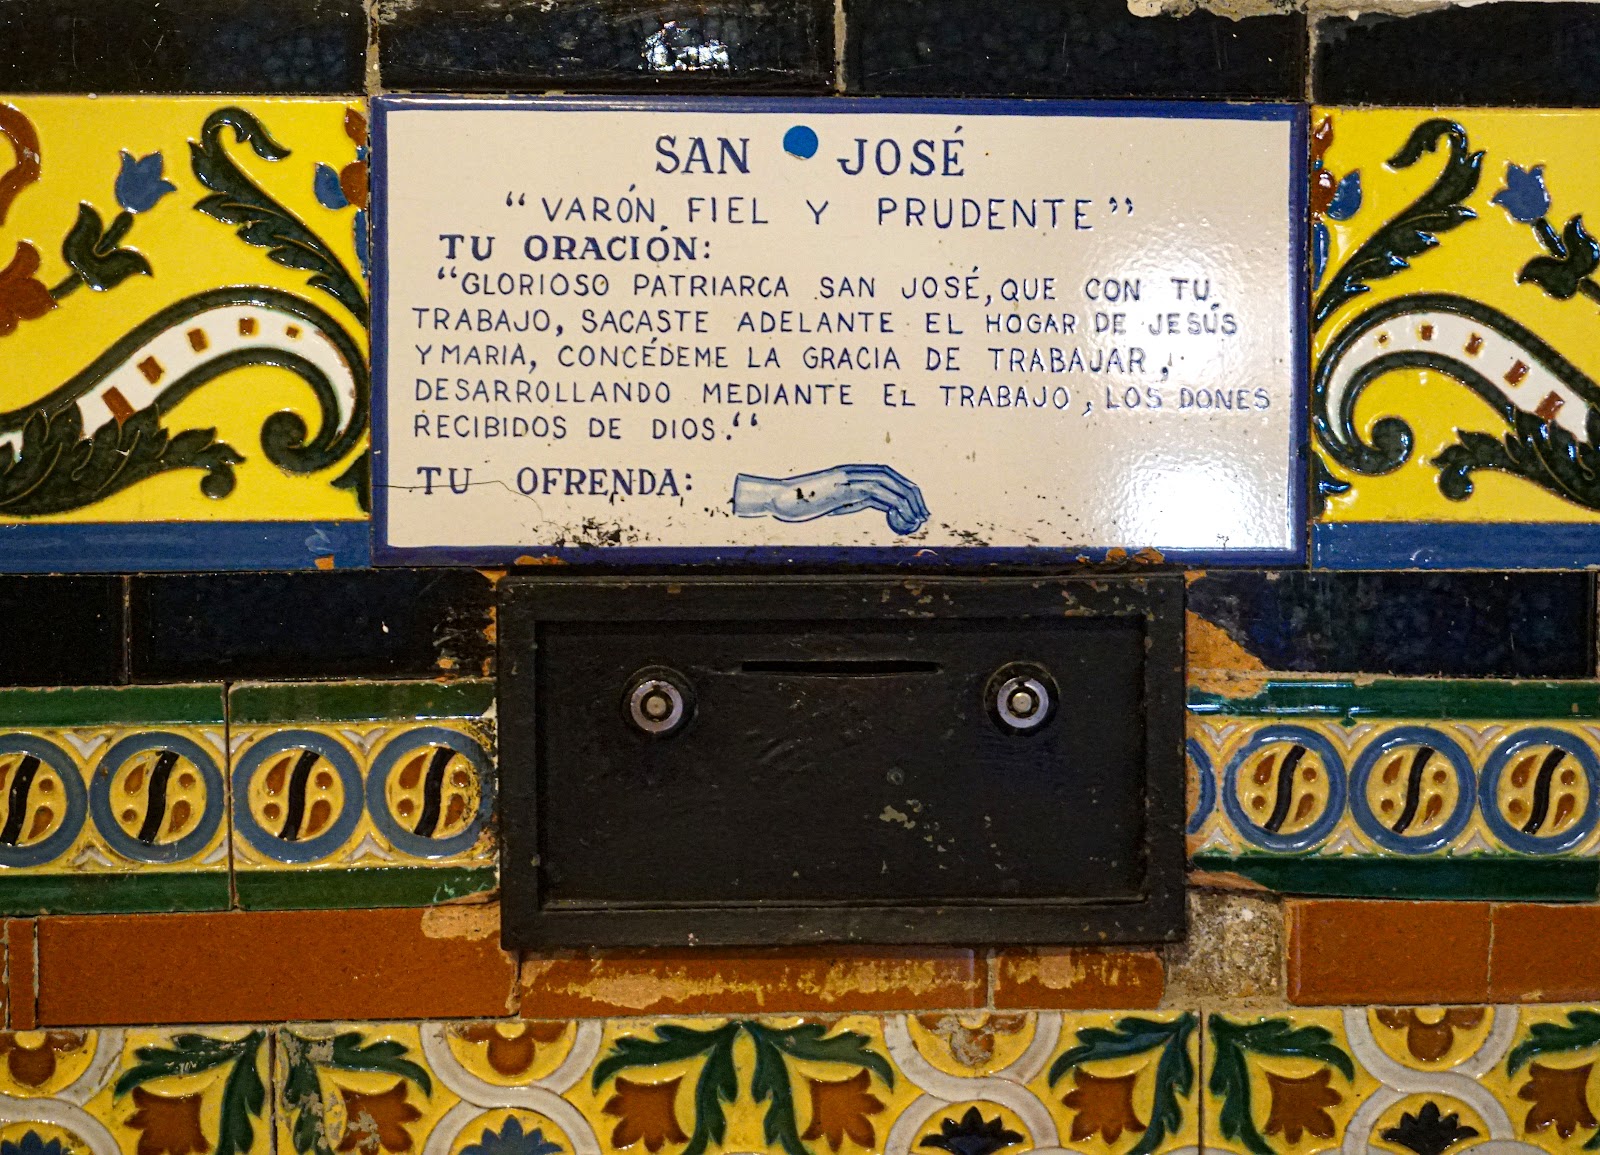 SAN JOSÉ
“VARÓN FIEL Y PRUDENTE”
TU ORACIÓN:
“GLORIOSO PATRIARCA SAN JOSÉ, QUE CON TU
TRABAJO, SACASTE ADELANTE EL HOGAR DE JESÚS
Y MARIA, CONCÉDEME LA GRACIA DE TRABAJAR,
DESARROLLANDO MEDIANTE EL TRABAJO, LOS DONES
RECIBIDOS DE DIOS.“
TU OFRENDA: